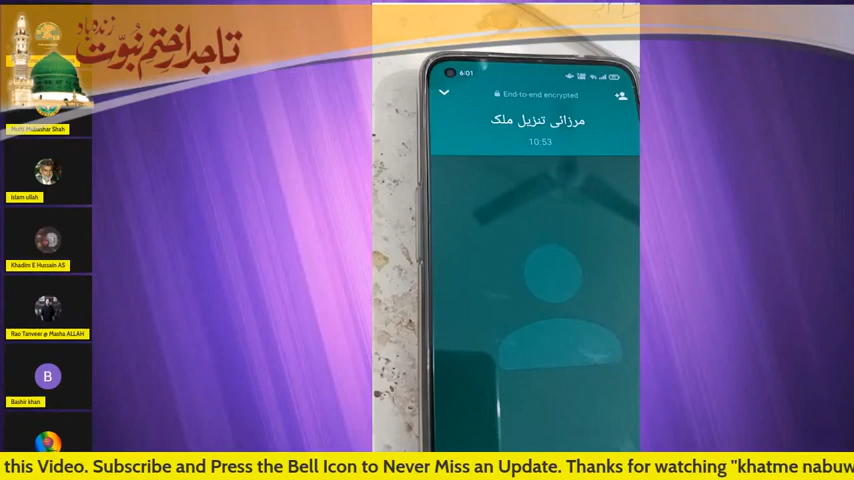 زندہ باد
تاجدار ختم نبوت
Mufti Mubashar Shah
Islam ullah
Khadim E Hussain AS
Rao Tanveer @ Masha ALLAH
B
Bashir khan
6:01
End-to-end encrypted
مرزائی تنزیل ملک
10:53
this Video. Subscribe and Press the Bell Icon to Never Miss an Update. Thanks for watching "khatme nabuw